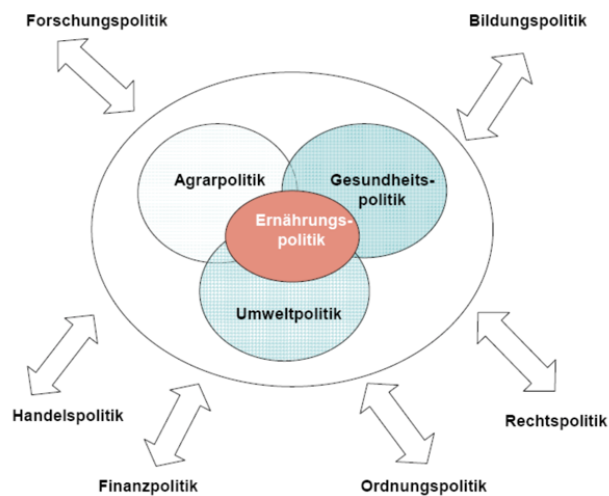 Forschungspolitik
Bildungspolitik
Agrarpolitik
Gesundheits-
politik
Ernährungs-
politik
Umweltpolitik
Handelspolitik
Rechtspolitik
Finanzpolitik
Ordnungspolitik